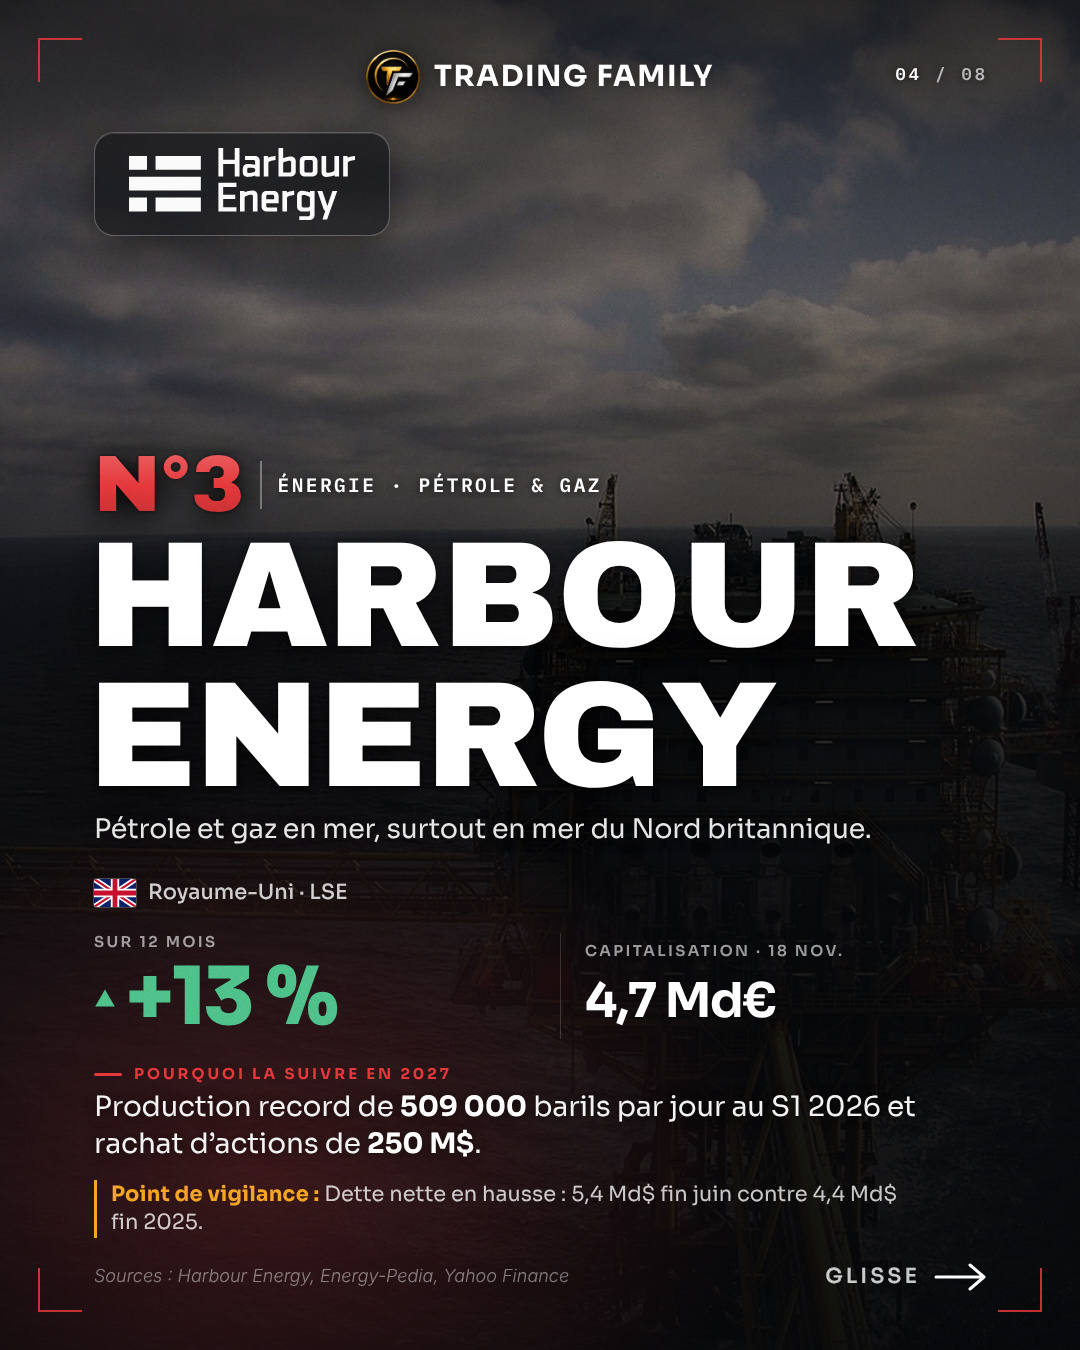 TF TRADING FAMILY
04 / 08
Harbour
Energy
N°3
ÉNERGIE · PÉTROLE & GAZ
HARBOUR
ENERGY
Pétrole et gaz en mer, surtout en mer du Nord britannique.
Royaume-Uni · LSE
SUR 12 MOIS
▲ +13 %
CAPITALISATION · 18 NOV.
4,7 Md€
POURQUOI LA SUIVRE EN 2027
Production record de 509 000 barils par jour au S1 2026 et
rachat d’actions de 250 M$.
Point de vigilance : Dette nette en hausse : 5,4 Md$ fin juin contre 4,4 Md$
fin 2025.
Sources : Harbour Energy, Energy-Pedia, Yahoo Finance
GLISSE →